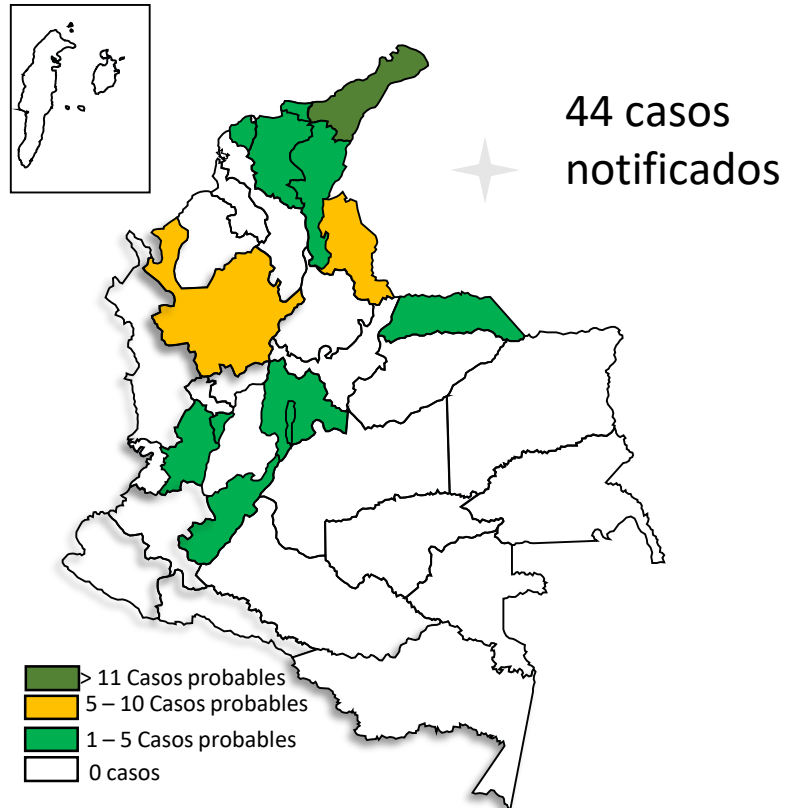 44 casos
notificados
> 11 Casos probables
5 – 10 Casos probables
1 – 5 Casos probables
0 casos